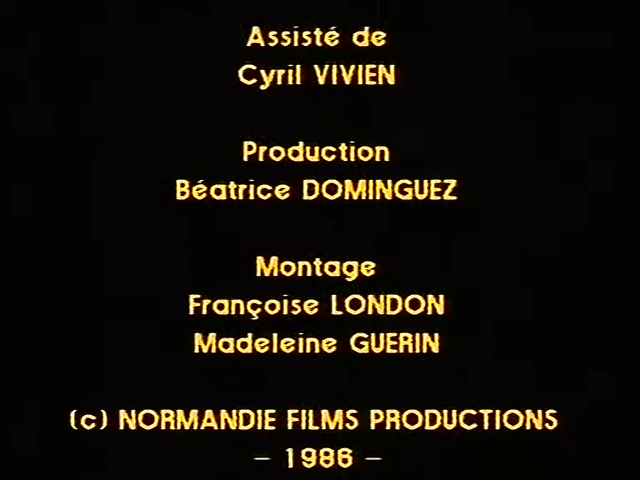 Assisté de
Cyril VIVIEN
Production
Béatrice DOMINGUEZ
Montage
Françoise LONDON
Madeleine GUERIN
(c) NORMANDIE FILMS PRODUCTIONS
– 1986 –